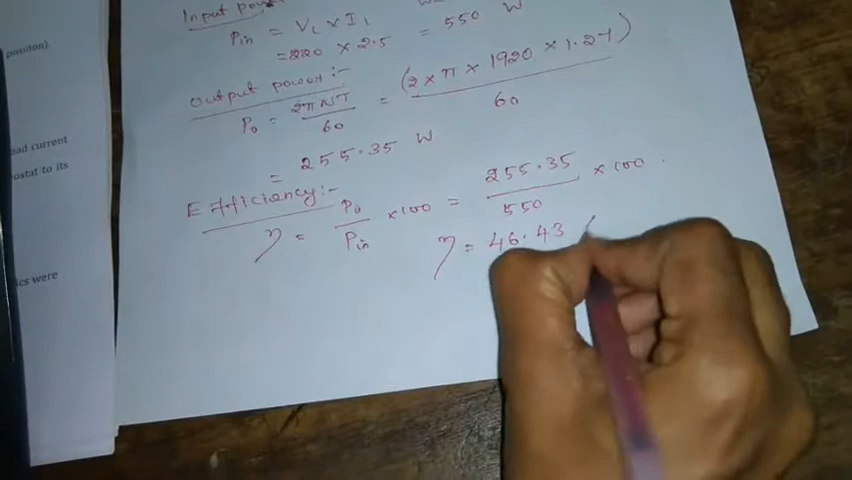 Input power
Pin = VL × IL
= 220 × 2.5 = 550 W
Output power :-
Po = 2πNT / 60 = (2 × π × 1920 × 1.27) / 60
= 255.35 W
Efficiency :-
η = Po / Pin × 100 = 255.35 / 550 × 100
η = 46.43
position)
oad current
ostat to its
ics were